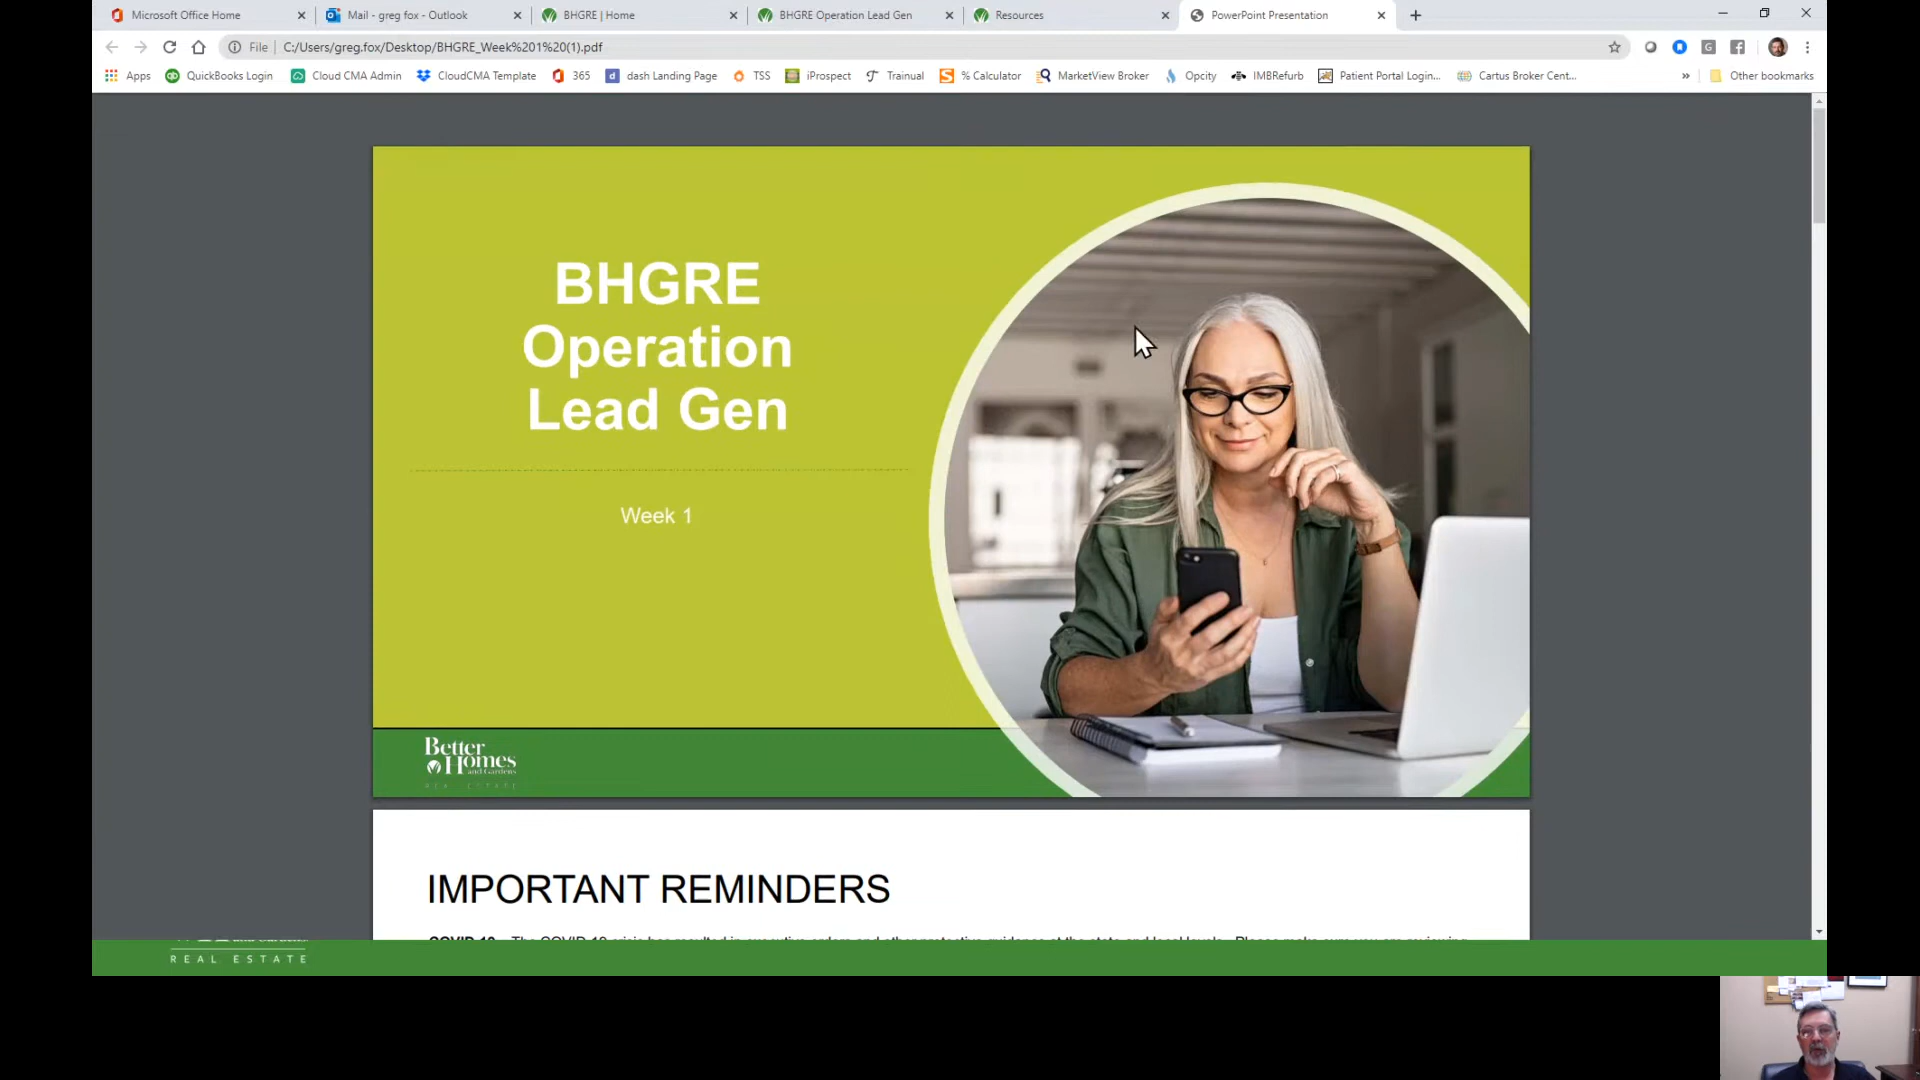 Microsoft Office Home
Mail - greg fox - Outlook
BHGRE | Home
BHGRE Operation Lead Gen
Resources
PowerPoint Presentation
File
C:/Users/greg.fox/Desktop/BHGRE_Week%201%20(1).pdf
Apps
QuickBooks Login
Cloud CMA Admin
CloudCMA Template
365
dash Landing Page
TSS
iProspect
Trainual
% Calculator
MarketView Broker
Opcity
IMBRefurb
Patient Portal Login...
Cartus Broker Cent...
»
Other bookmarks
BHGRE
Operation
Lead Gen
Week 1
Better
Homes
and Gardens
REAL ESTATE
IMPORTANT REMINDERS
REAL ESTATE